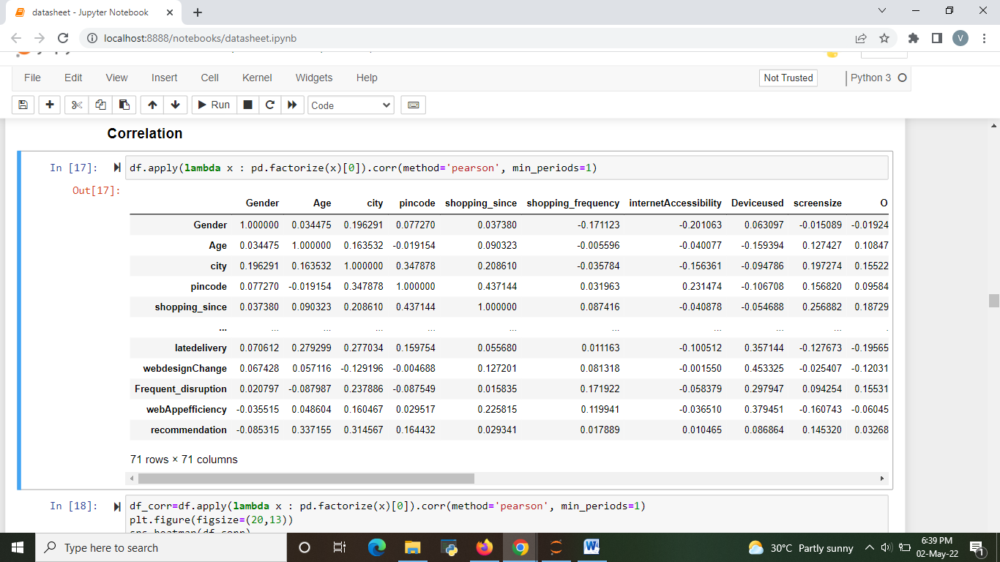 datasheet - Jupyter Notebook
localhost:8888/notebooks/datasheet.ipynb
V
File Edit View Insert Cell Kernel Widgets Help Not Trusted Python 3
Run Code
Correlation
In [17]: df.apply(lambda x : pd.factorize(x)[0]).corr(method='pearson', min_periods=1)
Out[17]:
Gender Age city pincode shopping_since shopping_frequency internetAccessibility Deviceused screensize O
Gender 1.000000 0.034475 0.196291 0.077270 0.037380 -0.171123 -0.201063 0.063097 -0.015089 -0.01924
Age 0.034475 1.000000 0.163532 -0.019154 0.090323 -0.005596 -0.040077 -0.159394 0.127427 0.10847
city 0.196291 0.163532 1.000000 0.347878 0.208610 -0.035784 -0.156361 -0.094786 0.197274 0.15522
pincode 0.077270 -0.019154 0.347878 1.000000 0.437144 0.031963 0.231474 -0.106708 0.156820 0.09584
shopping_since 0.037380 0.090323 0.208610 0.437144 1.000000 0.087416 -0.040878 -0.054688 0.256882 0.18729
... ... ... ... ... ... ... ... ... ... .
latedelivery 0.070612 0.279299 0.277034 0.159754 0.055680 0.011163 -0.100512 0.357144 -0.127673 -0.19565
webdesignChange 0.067428 0.057116 -0.129196 -0.004688 0.127201 0.081318 -0.001550 0.453325 -0.025407 -0.12031
Frequent_disruption 0.020797 -0.087987 0.237886 -0.087549 0.015835 0.171922 -0.058379 0.297947 0.094254 0.15531
webAppefficiency -0.035515 0.048604 0.160467 0.029517 0.225815 0.119941 -0.036510 0.379451 -0.160743 -0.06045
recommendation -0.085315 0.337155 0.314567 0.164432 0.029341 0.017889 0.010465 0.086864 0.145320 0.03268
71 rows × 71 columns
In [18]: df_corr=df.apply(lambda x : pd.factorize(x)[0]).corr(method='pearson', min_periods=1)
plt.figure(figsize=(20,13))
sns.heatmap(df_corr)
Type here to search
30°C Partly sunny
6:39 PM
02-May-22
1